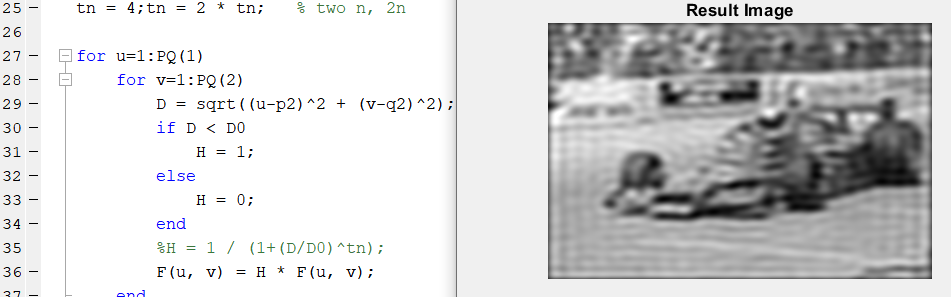 25 – tn = 4;tn = 2 * tn; % two n, 2n
26
27 – for u=1:PQ(1)
28 – for v=1:PQ(2)
29 – D = sqrt((u-p2)^2 + (v-q2)^2);
30 – if D < D0
31 – H = 1;
32 – else
33 – H = 0;
34 – end
35 %H = 1 / (1+(D/D0)^tn);
36 – F(u, v) = H * F(u, v);
37 – end
Result Image